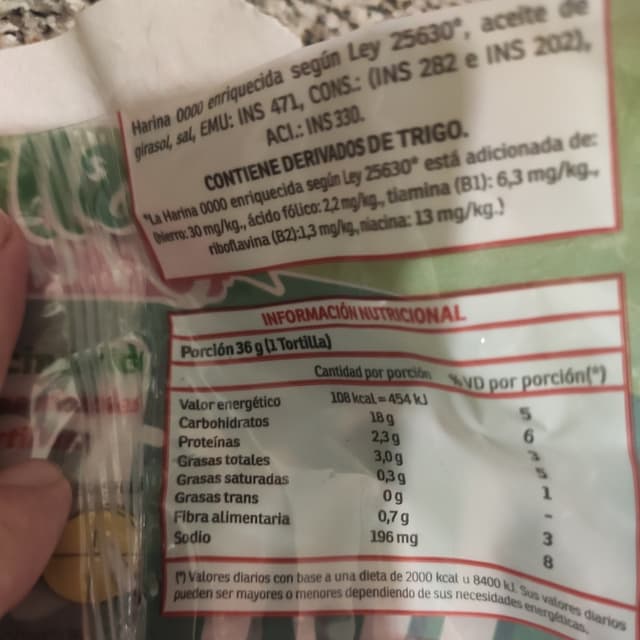 Harina 0000 enriquecida según Ley 25630*, aceite de
girasol, sal, EMU: INS 471, CONS.: (INS 282 e INS 202),
ACI.: INS 330.
CONTIENE DERIVADOS DE TRIGO.
*La Harina 0000 enriquecida según Ley 25630* está adicionada de:
(hierro: 30 mg/kg., ácido fólico: 2,2 mg/kg., tiamina (B1): 6,3 mg/kg.,
riboflavina (B2):1,3 mg/kg, niacina: 13 mg/kg.)
INFORMACIÓN NUTRICIONAL
Porción 36 g (1 Tortilla)
Cantidad por porción %VD por porción(*)
Valor energético 108 kcal = 454 kJ 5
Carbohidratos 18 g 6
Proteínas 2,3 g 3
Grasas totales 3,0 g 5
Grasas saturadas 0,3 g 1
Grasas trans 0 g -
Fibra alimentaria 0,7 g 3
Sodio 196 mg 8
(*) Valores diarios con base a una dieta de 2000 kcal u 8400 kJ. Sus valores diarios
pueden ser mayores o menores dependiendo de sus necesidades energéticas.